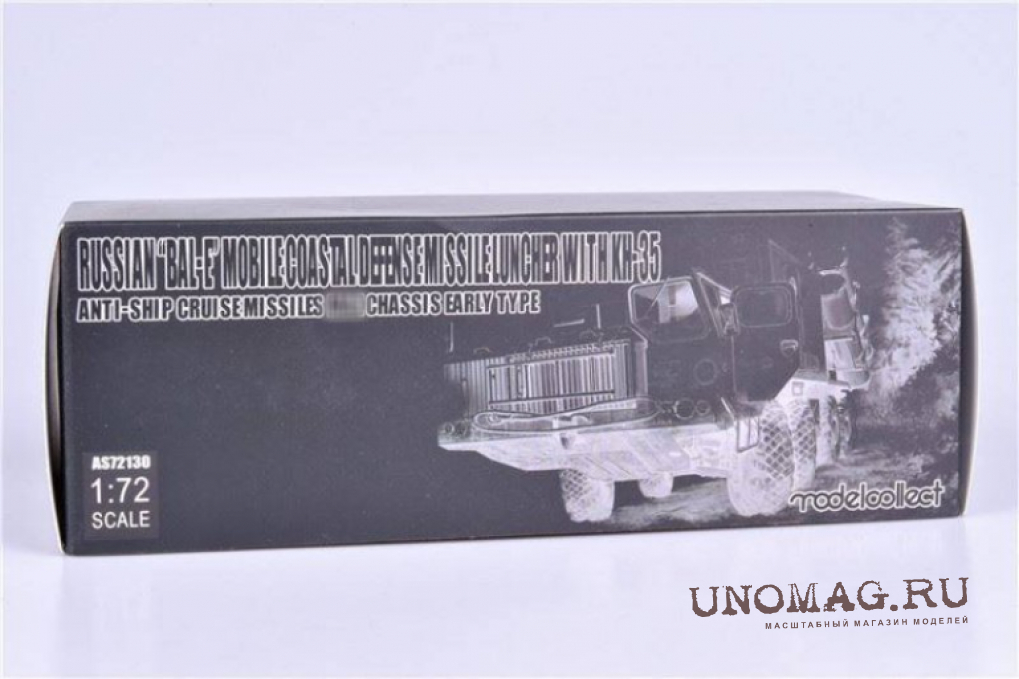 RUSSIAN "BAL-E" MOBILE COASTAL DEFENSE MISSILE LUNCHER WITH KH-35
ANTI-SHIP CRUISE MISSILES CHASSIS EARLY TYPE
AS72130
1:72
SCALE
modelcollect
UNOMAG.RU
МАСШТАБНЫЙ МАГАЗИН МОДЕЛЕЙ